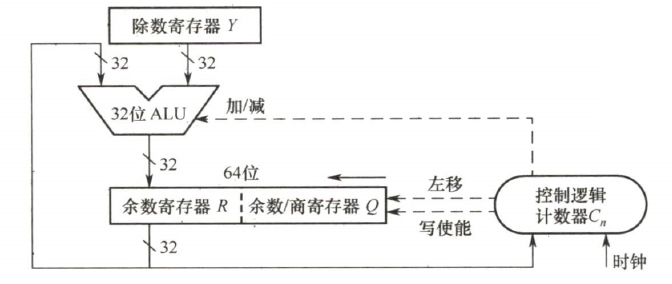 除数寄存器 Y
32
32
32位 ALU
加/减
32
64位
余数寄存器 R
余数/商寄存器 Q
左移
写使能
控制逻辑
计数器Cn
32
时钟